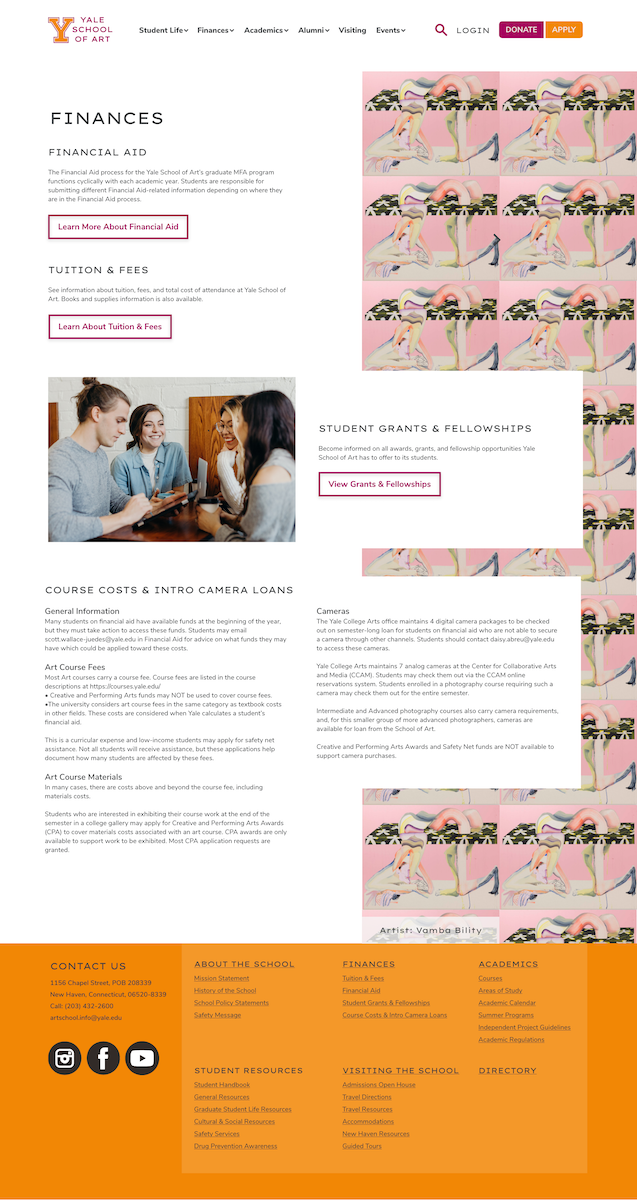 YALE
SCHOOL
OF ART
Student Life
Finances
Academics
Alumni
Visiting
Events
LOGIN
DONATE
APPLY
FINANCES
FINANCIAL AID
The Financial Aid process for the Yale School of Art's graduate MFA program
functions cyclically with each academic year. Students are responsible for
submitting different Financial Aid-related information depending on where they
are in the Financial Aid process.
Learn More About Financial Aid
TUITION & FEES
See information about tuition, fees, and total cost of attendance at Yale School of
Art. Books and supplies information is also available.
Learn About Tuition & Fees
STUDENT GRANTS & FELLOWSHIPS
Become informed on all awards, grants, and fellowship opportunities Yale
School of Art has to offer to its students.
View Grants & Fellowships
COURSE COSTS & INTRO CAMERA LOANS
General Information
Many students on financial aid have available funds at the beginning of the year,
but they must take action to access these funds. Students may email
scott.wallace-juedes@yale.edu in Financial Aid for advice on what funds they may
have which could be applied toward these costs.
Art Course Fees
Most Art courses carry a course fee. Course fees are listed in the course
descriptions at https://courses.yale.edu/
• Creative and Performing Arts funds may NOT be used to cover course fees.
•The university considers art course fees in the same category as textbook costs
in other fields. These costs are considered when Yale calculates a student's
financial aid.
This is a curricular expense and low-income students may apply for safety net
assistance. Not all students will receive assistance, but these applications help
document how many students are affected by these fees.
Art Course Materials
In many cases, there are costs above and beyond the course fee, including
materials costs.
Students who are interested in exhibiting their course work at the end of the
semester in a college gallery may apply for Creative and Performing Arts Awards
(CPA) to cover materials costs associated with an art course. CPA awards are only
available to support work to be exhibited. Most CPA application requests are
granted.
Cameras
The Yale College Arts office maintains 4 digital camera packages to be checked
out on semester-long loan for students on financial aid who are not able to secure
a camera through other channels. Students should contact daisy.abreu@yale.edu
to access these cameras.
Yale College Arts maintains 7 analog cameras at the Center for Collaborative Arts
and Media (CCAM). Students may check them out via the CCAM online
reservations system. Students enrolled in a photography course requiring such a
camera may check them out for the entire semester.
Intermediate and Advanced photography courses also carry camera requirements,
and, for this smaller group of more advanced photographers, cameras are
available for loan from the School of Art.
Creative and Performing Arts Awards and Safety Net funds are NOT available to
support camera purchases.
Artist: Vamba Bility
CONTACT US
1156 Chapel Street, POB 208339
New Haven, Connecticut, 06520-8339
Call: (203) 432-2600
artschool.info@yale.edu
ABOUT THE SCHOOL
Mission Statement
History of the School
School Policy Statements
Safety Message
FINANCES
Tuition & Fees
Financial Aid
Student Grants & Fellowships
Course Costs & Intro Camera Loans
ACADEMICS
Courses
Areas of Study
Academic Calendar
Summer Programs
Independent Project Guidelines
Academic Regulations
STUDENT RESOURCES
Student Handbook
General Resources
Graduate Student Life Resources
Cultural & Social Resources
Safety Services
Drug Prevention Awareness
VISITING THE SCHOOL
Admissions Open House
Travel Directions
Travel Resources
Accommodations
New Haven Resources
Guided Tours
DIRECTORY